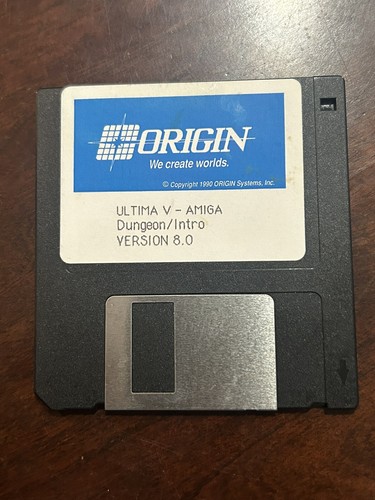 ORIGIN
We create worlds.
© Copyright 1990 ORIGIN Systems, Inc.
ULTIMA V - AMIGA
Dungeon/Intro
VERSION 8.0